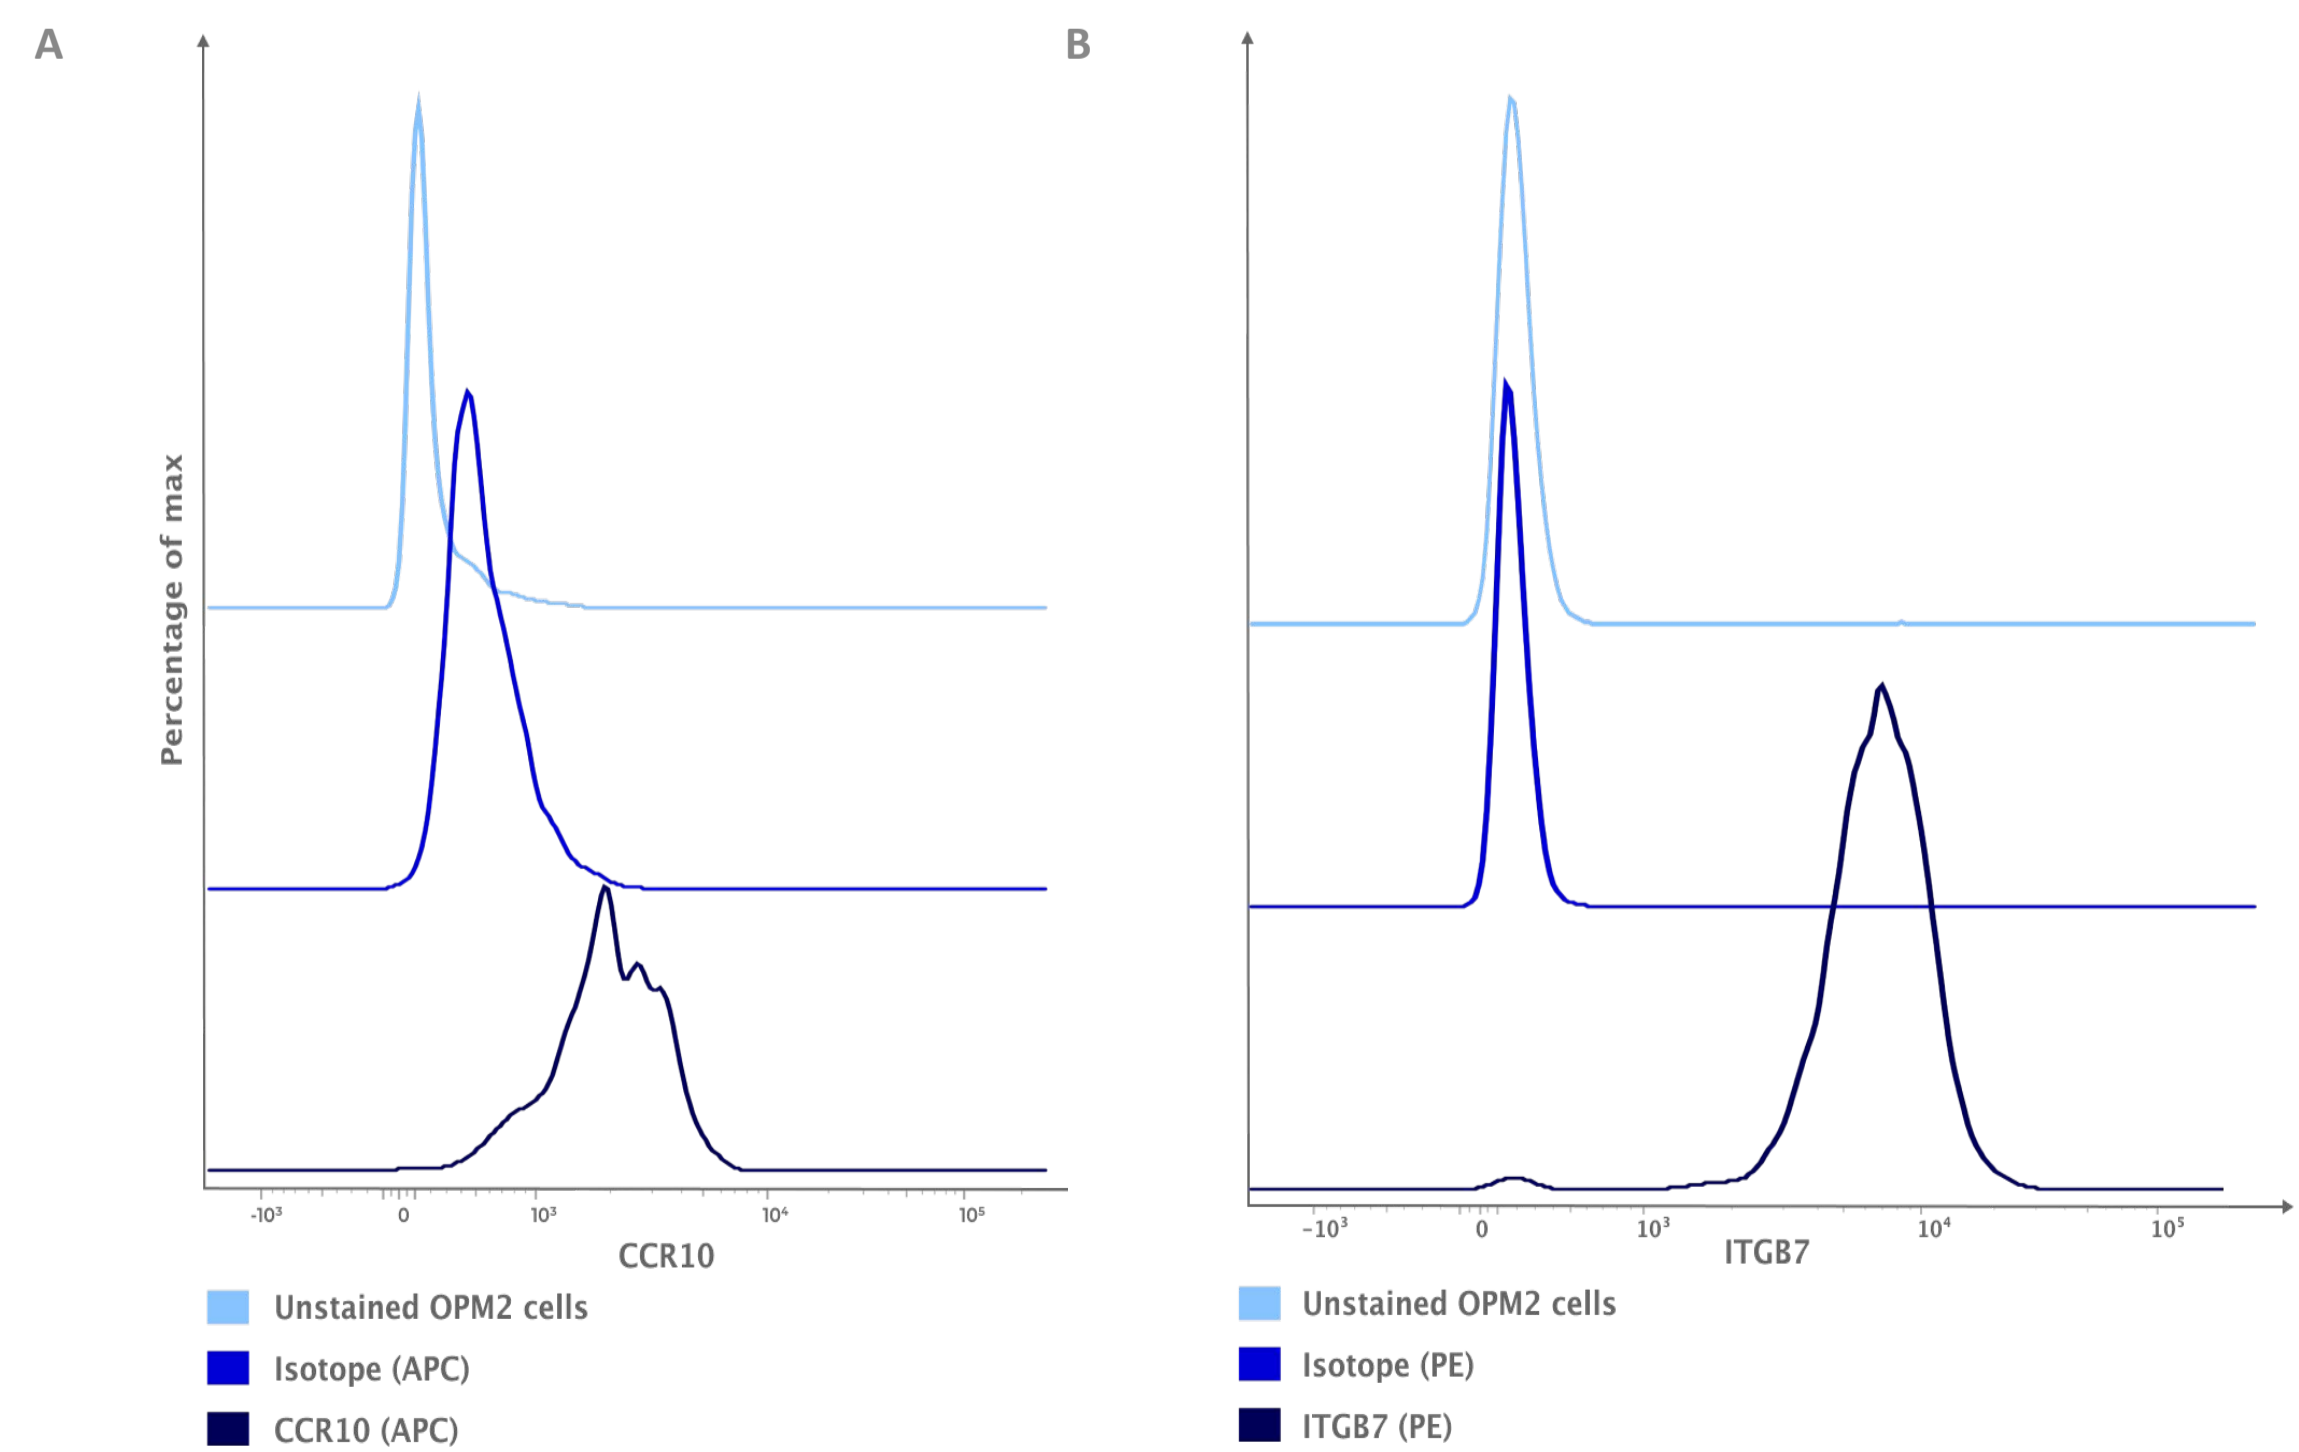 A
B
Percentage of max
-10³ 0 10³ 10⁴ 10⁵
CCR10
-10³ 0 10³ 10⁴ 10⁵
ITGB7
Unstained OPM2 cells
Isotope (APC)
CCR10 (APC)
Unstained OPM2 cells
Isotope (PE)
ITGB7 (PE)